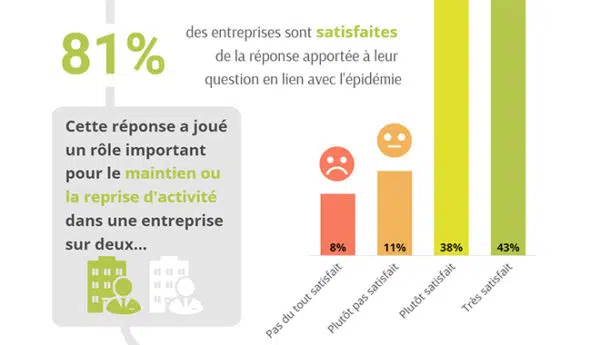 81%
des entreprises sont satisfaites
de la réponse apportée à leur
question en lien avec l'épidémie
Cette réponse a joué
un rôle important
pour le maintien ou
la reprise d'activité
dans une entreprise
sur deux...
8%
11%
38%
43%
Pas du tout satisfait
Plutôt pas satisfait
Plutôt satisfait
Très satisfait